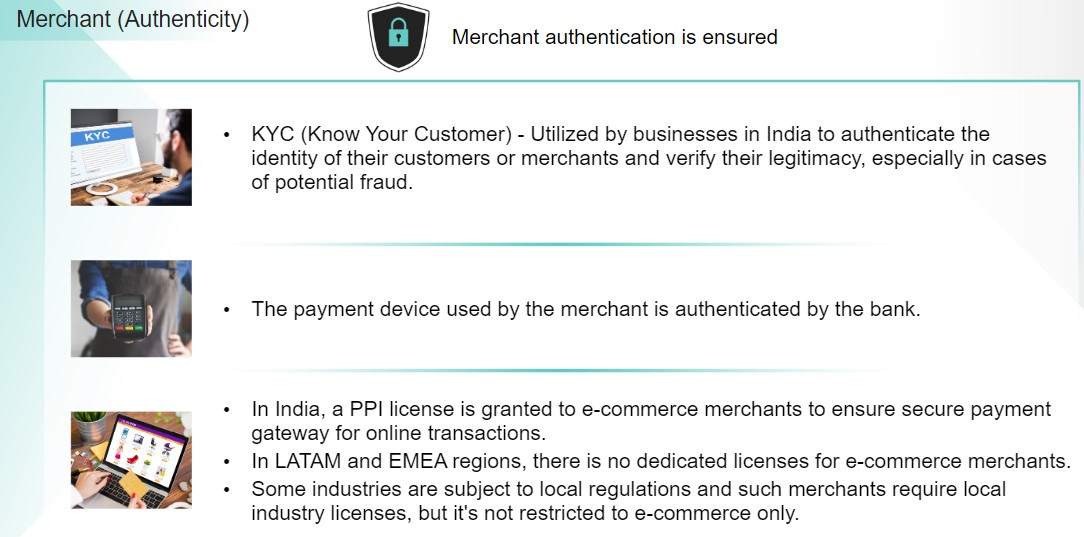 Merchant (Authenticity)
Merchant authentication is ensured
KYC
• KYC (Know Your Customer) - Utilized by businesses in India to authenticate the
identity of their customers or merchants and verify their legitimacy, especially in cases
of potential fraud.
• The payment device used by the merchant is authenticated by the bank.
• In India, a PPI license is granted to e-commerce merchants to ensure secure payment
gateway for online transactions.
• In LATAM and EMEA regions, there is no dedicated licenses for e-commerce merchants.
• Some industries are subject to local regulations and such merchants require local
industry licenses, but it's not restricted to e-commerce only.